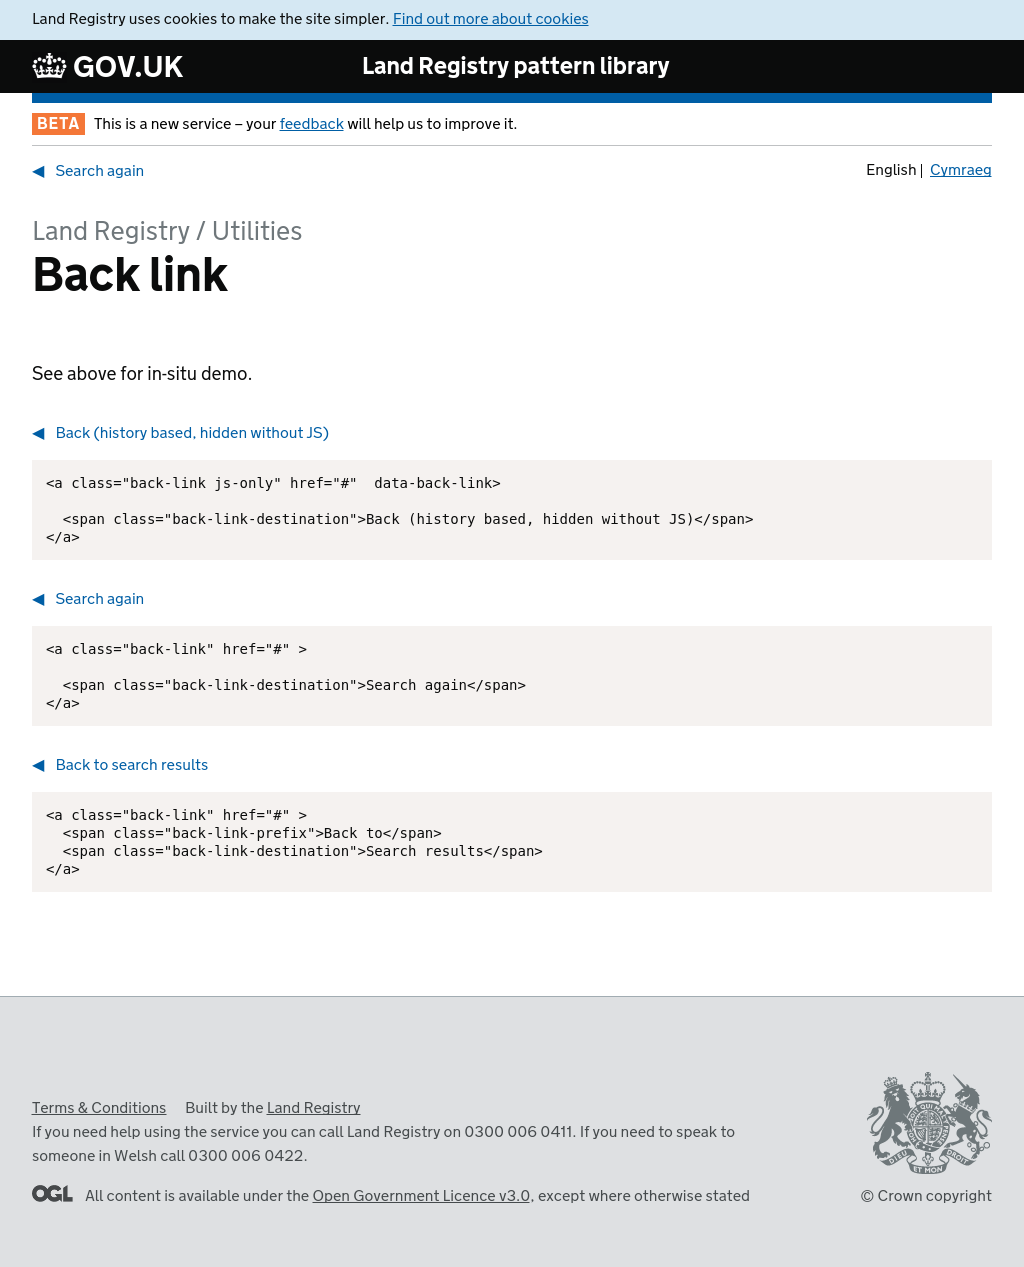 Land Registry uses cookies to make the site simpler. Find out more about cookies
GOV.UK
Land Registry pattern library
BETA This is a new service – your feedback will help us to improve it.
◀ Search again
English | Cymraeg
Land Registry / Utilities
Back link
See above for in-situ demo.
◀ Back (history based, hidden without JS)
<a class="back-link js-only" href="#"  data-back-link>
  <span class="back-link-destination">Back (history based, hidden without JS)</span>
</a>
◀ Search again
<a class="back-link" href="#" >
  <span class="back-link-destination">Search again</span>
</a>
◀ Back to search results
<a class="back-link" href="#" >
  <span class="back-link-prefix">Back to</span>
  <span class="back-link-destination">Search results</span>
</a>
Terms & Conditions Built by the Land Registry
If you need help using the service you can call Land Registry on 0300 006 0411. If you need to speak to
someone in Welsh call 0300 006 0422.
OGL All content is available under the Open Government Licence v3.0, except where otherwise stated
DIEU ET MON DROIT
© Crown copyright